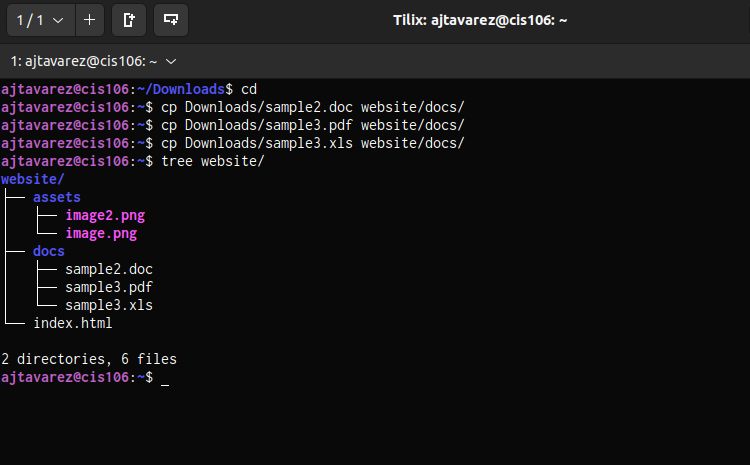 1 / 1
Tilix: ajtavarez@cis106: ~
1: ajtavarez@cis106: ~
ajtavarez@cis106:~/Downloads$ cd
ajtavarez@cis106:~$ cp Downloads/sample2.doc website/docs/
ajtavarez@cis106:~$ cp Downloads/sample3.pdf website/docs/
ajtavarez@cis106:~$ cp Downloads/sample3.xls website/docs/
ajtavarez@cis106:~$ tree website/
website/
├── assets
│   ├── image2.png
│   └── image.png
├── docs
│   ├── sample2.doc
│   ├── sample3.pdf
│   └── sample3.xls
└── index.html
2 directories, 6 files
ajtavarez@cis106:~$ _